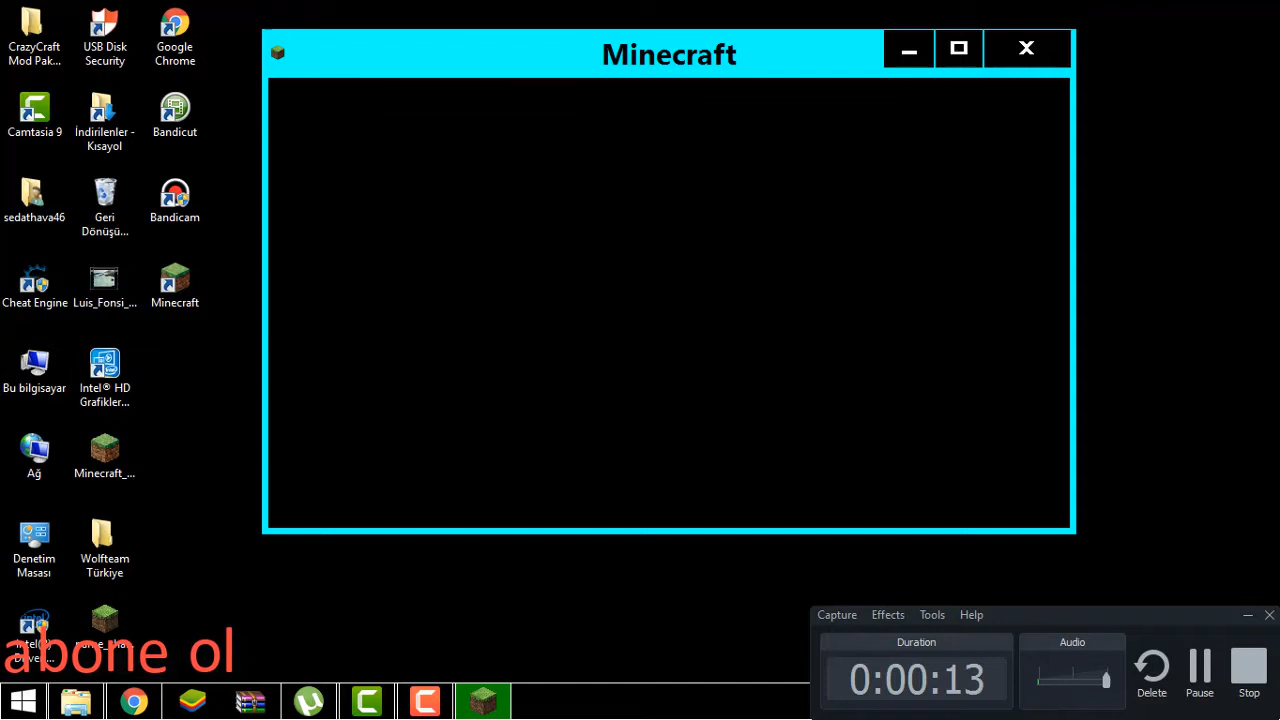 CrazyCraft
Mod Pak...
USB Disk
Security
Google
Chrome
Camtasia 9
İndirilenler -
Kısayol
Bandicut
sedathava46
Geri
Dönüşü...
Bandicam
Cheat Engine
Luis_Fonsi_...
Minecraft
Bu bilgisayar
Intel® HD
Grafikler...
Ağ
Minecraft_...
Denetim
Masası
Wolfteam
Türkiye
abone ol
Minecraft
Capture Effects Tools Help
Duration
0:00:13
Audio
Delete
Pause
Stop